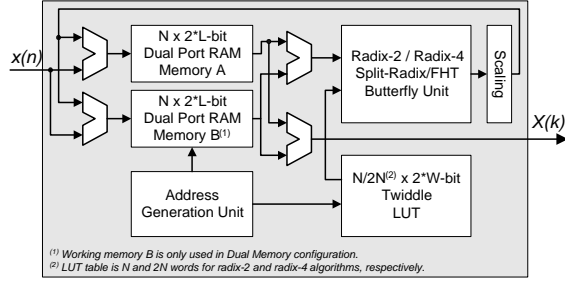 x(n)
N x 2*L-bit
Dual Port RAM
Memory A
N x 2*L-bit
Dual Port RAM
Memory B(1)
Address
Generation Unit
Radix-2 / Radix-4
Split-Radix/FHT
Butterfly Unit
Scaling
X(k)
N/2N(2) x 2*W-bit
Twiddle
LUT
(1) Working memory B is only used in Dual Memory configuration.
(2) LUT table is N and 2N words for radix-2 and radix-4 algorithms, respectively.